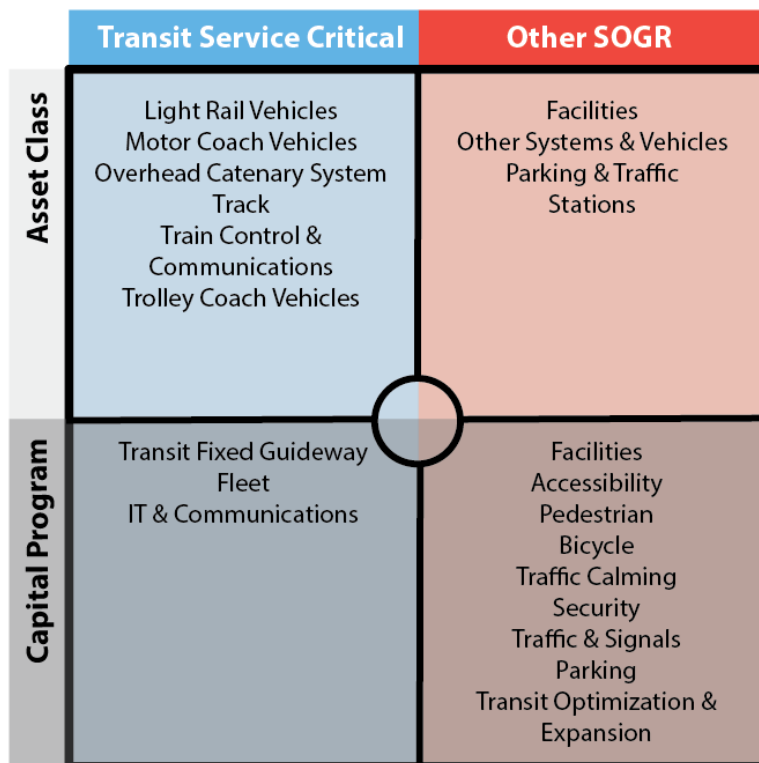 Transit Service Critical
Other SOGR
Asset Class
Light Rail Vehicles
Motor Coach Vehicles
Overhead Catenary System
Track
Train Control &
Communications
Trolley Coach Vehicles
Facilities
Other Systems & Vehicles
Parking & Traffic
Stations
Capital Program
Transit Fixed Guideway
Fleet
IT & Communications
Facilities
Accessibility
Pedestrian
Bicycle
Traffic Calming
Security
Traffic & Signals
Parking
Transit Optimization &
Expansion